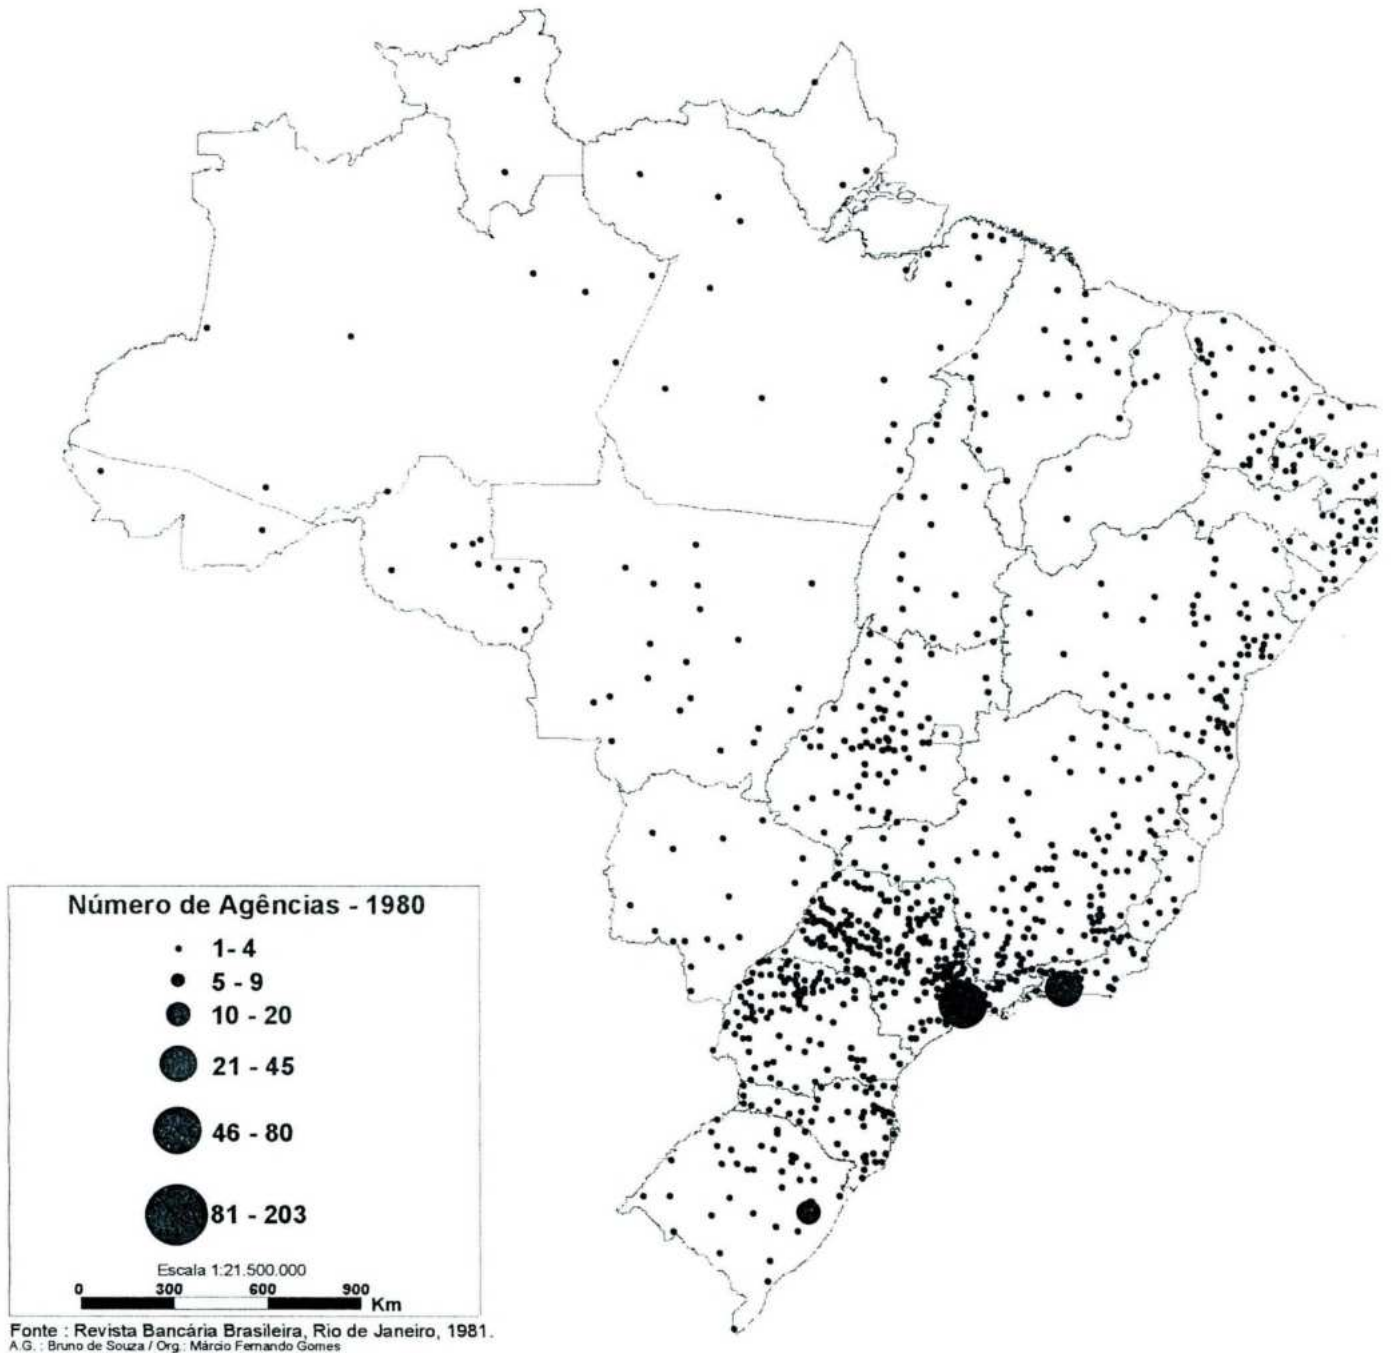 Número de Agências - 1980
1- 4
5 - 9
10 - 20
21 - 45
46 - 80
81 - 203
Escala 1:21.500.000
0 300 600 900
Km
Fonte : Revista Bancária Brasileira, Rio de Janeiro, 1981.
A.G. : Bruno de Souza / Org.: Márcio Fernando Gomes